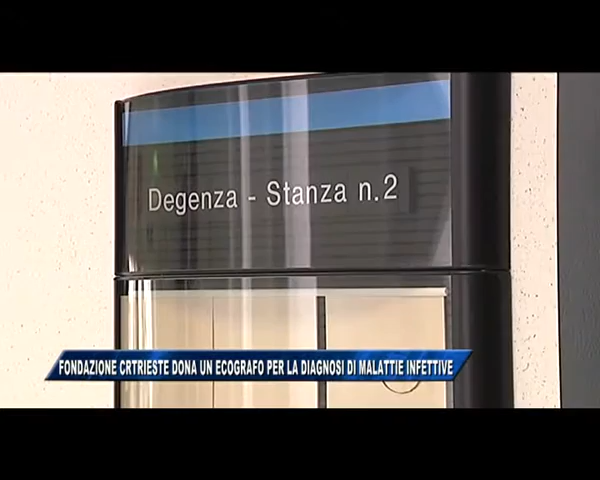 Degenza - Stanza n.2
FONDAZIONE CRTRIESTE DONA UN ECOGRAFO PER LA DIAGNOSI DI MALATTIE INFETTIVE